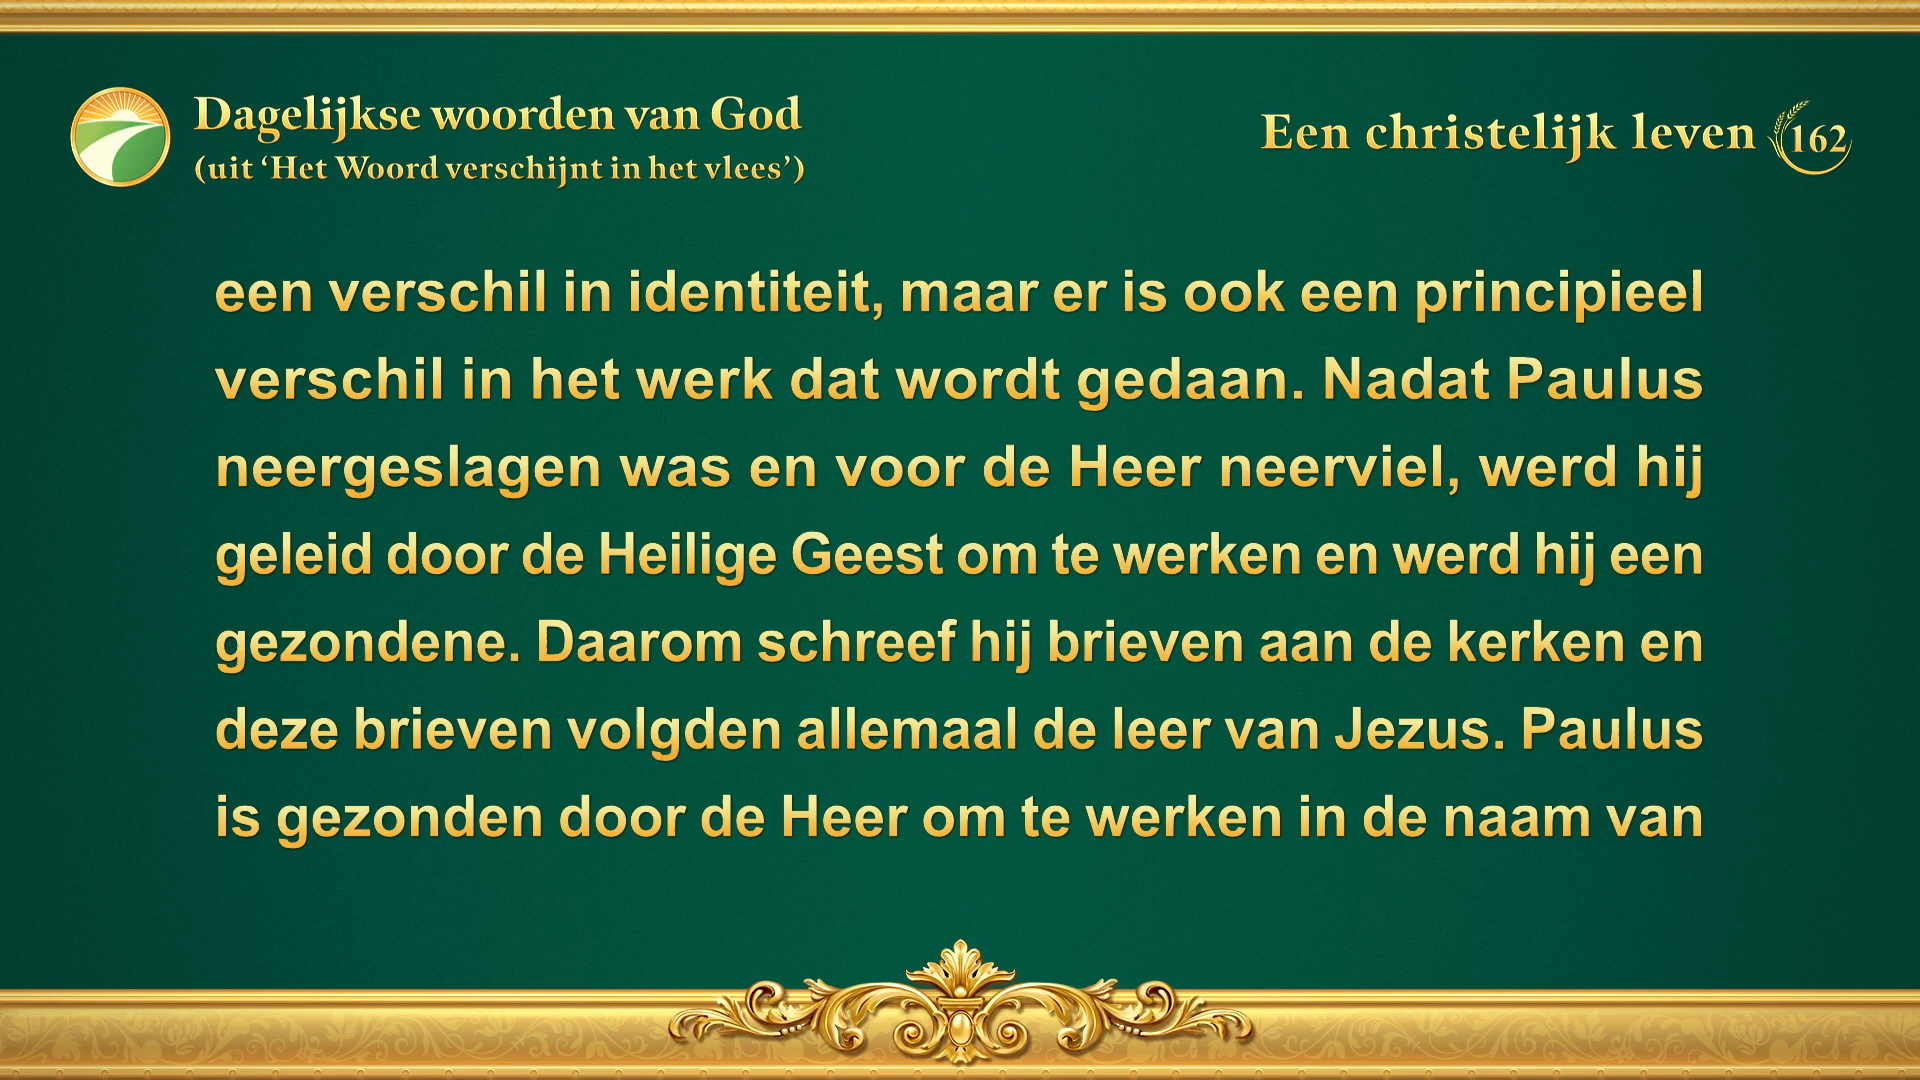 Dagelijkse woorden van God
(uit ‘Het Woord verschijnt in het vlees’)
Een christelijk leven 162
een verschil in identiteit, maar er is ook een principieel
verschil in het werk dat wordt gedaan. Nadat Paulus
neergeslagen was en voor de Heer neerviel, werd hij
geleid door de Heilige Geest om te werken en werd hij een
gezondene. Daarom schreef hij brieven aan de kerken en
deze brieven volgden allemaal de leer van Jezus. Paulus
is gezonden door de Heer om te werken in de naam van